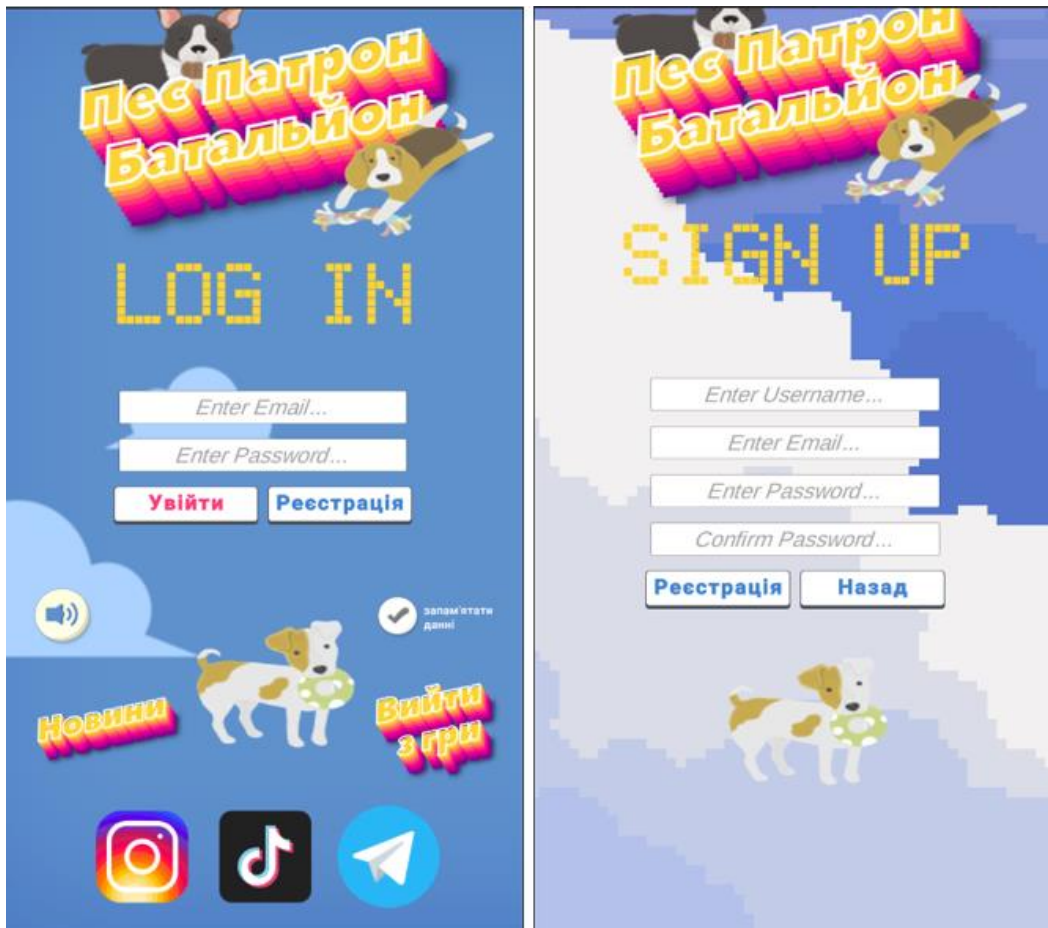 Пес Патрон
Батальйон
LOG IN
Enter Email...
Enter Password...
Увійти
Реєстрація
запам'ятати
данні
Новини
Вийти
з гри
Пес Патрон
Батальйон
SIGN UP
Enter Username...
Enter Email...
Enter Password...
Confirm Password...
Реєстрація
Назад